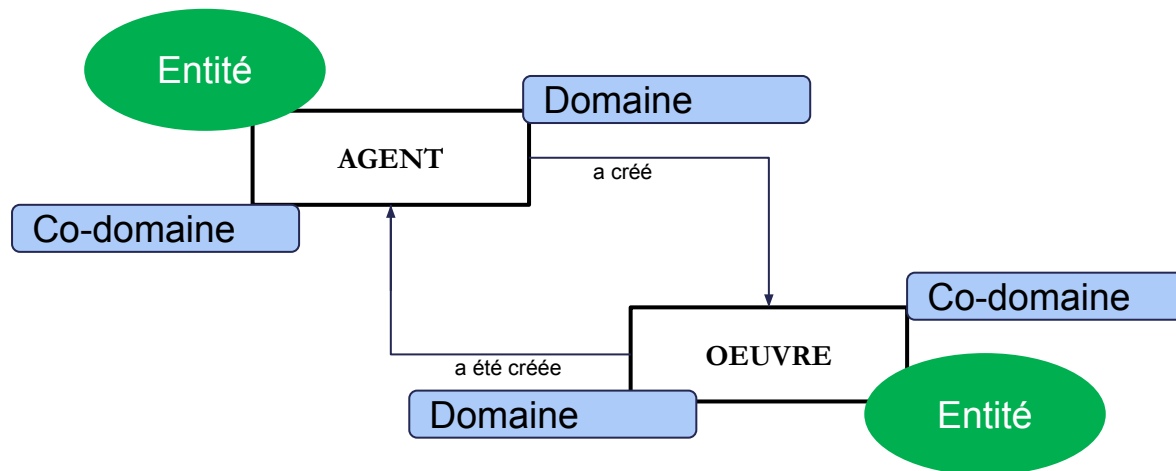 Entité
Domaine
AGENT
a créé
Co-domaine
Co-domaine
OEUVRE
a été créée
Domaine
Entité